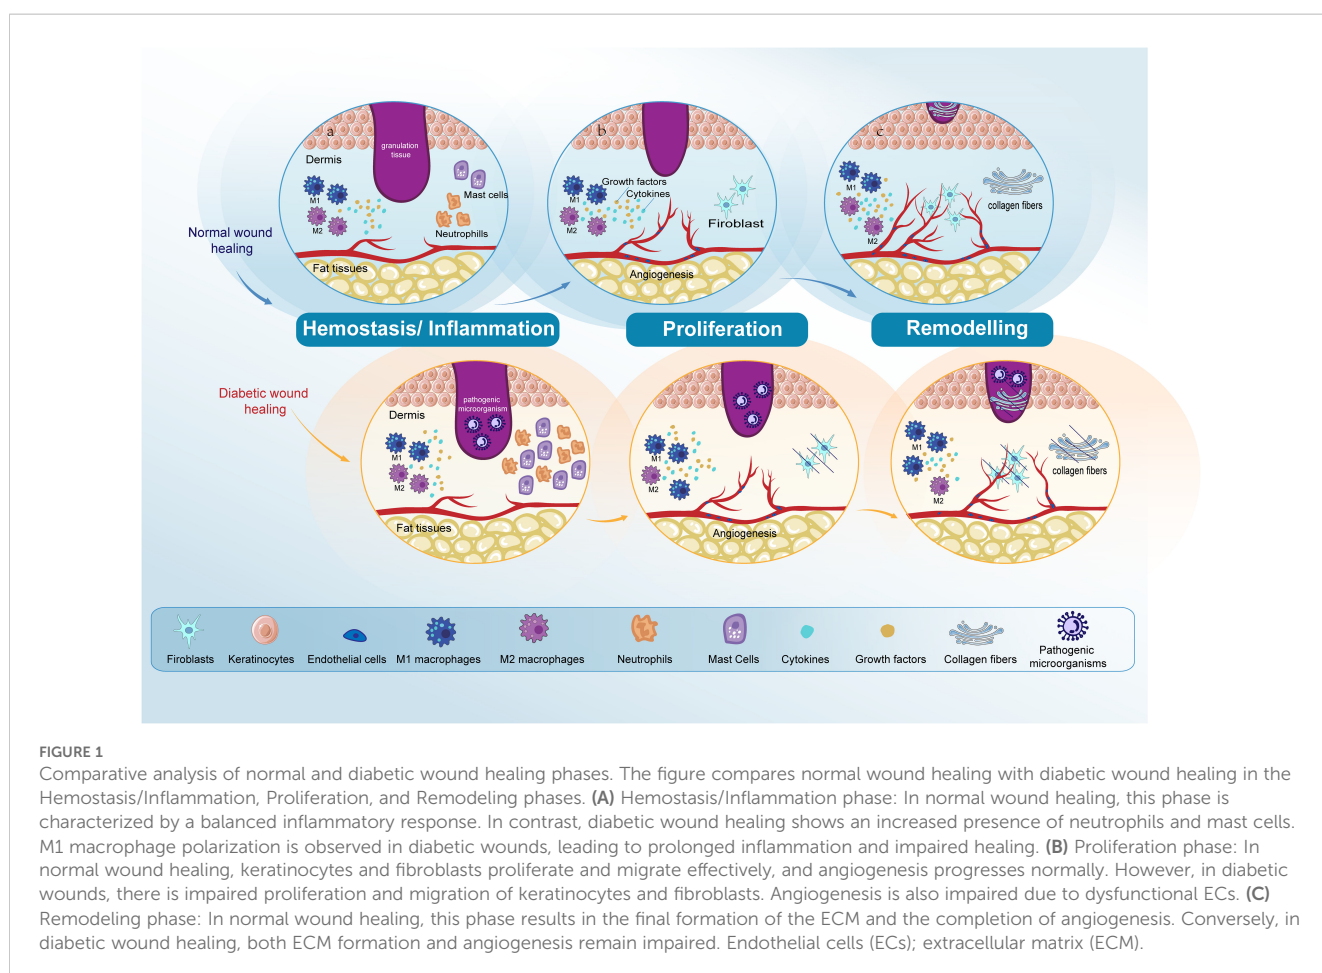 a
granulation
tissue
Dermis
M1
M2
Mast cells
Neutrophills
Fat tissues
b
Growth factors
Cytokines
M1
M2
Firoblast
Angiogenesis
c
M1
M2
collagen fibers
Normal wound
healing
Hemostasis/ Inflammation
Proliferation
Remodelling
Diabetic wound
healing
pathogenic
microorganism
Dermis
M1
M2
Fat tissues
M1
M2
Angiogenesis
M1
M2
collagen fibers
Firoblasts
Keratinocytes
Endothelial cells
M1 macrophages
M2 macrophages
Neutrophils
Mast Cells
Cytokines
Growth factors
Collagen fibers
Pathogenic
microorganisms
FIGURE 1
Comparative analysis of normal and diabetic wound healing phases. The figure compares normal wound healing with diabetic wound healing in the
Hemostasis/Inflammation, Proliferation, and Remodeling phases. (A) Hemostasis/Inflammation phase: In normal wound healing, this phase is
characterized by a balanced inflammatory response. In contrast, diabetic wound healing shows an increased presence of neutrophils and mast cells.
M1 macrophage polarization is observed in diabetic wounds, leading to prolonged inflammation and impaired healing. (B) Proliferation phase: In
normal wound healing, keratinocytes and fibroblasts proliferate and migrate effectively, and angiogenesis progresses normally. However, in diabetic
wounds, there is impaired proliferation and migration of keratinocytes and fibroblasts. Angiogenesis is also impaired due to dysfunctional ECs. (C)
Remodeling phase: In normal wound healing, this phase results in the final formation of the ECM and the completion of angiogenesis. Conversely, in
diabetic wound healing, both ECM formation and angiogenesis remain impaired. Endothelial cells (ECs); extracellular matrix (ECM).